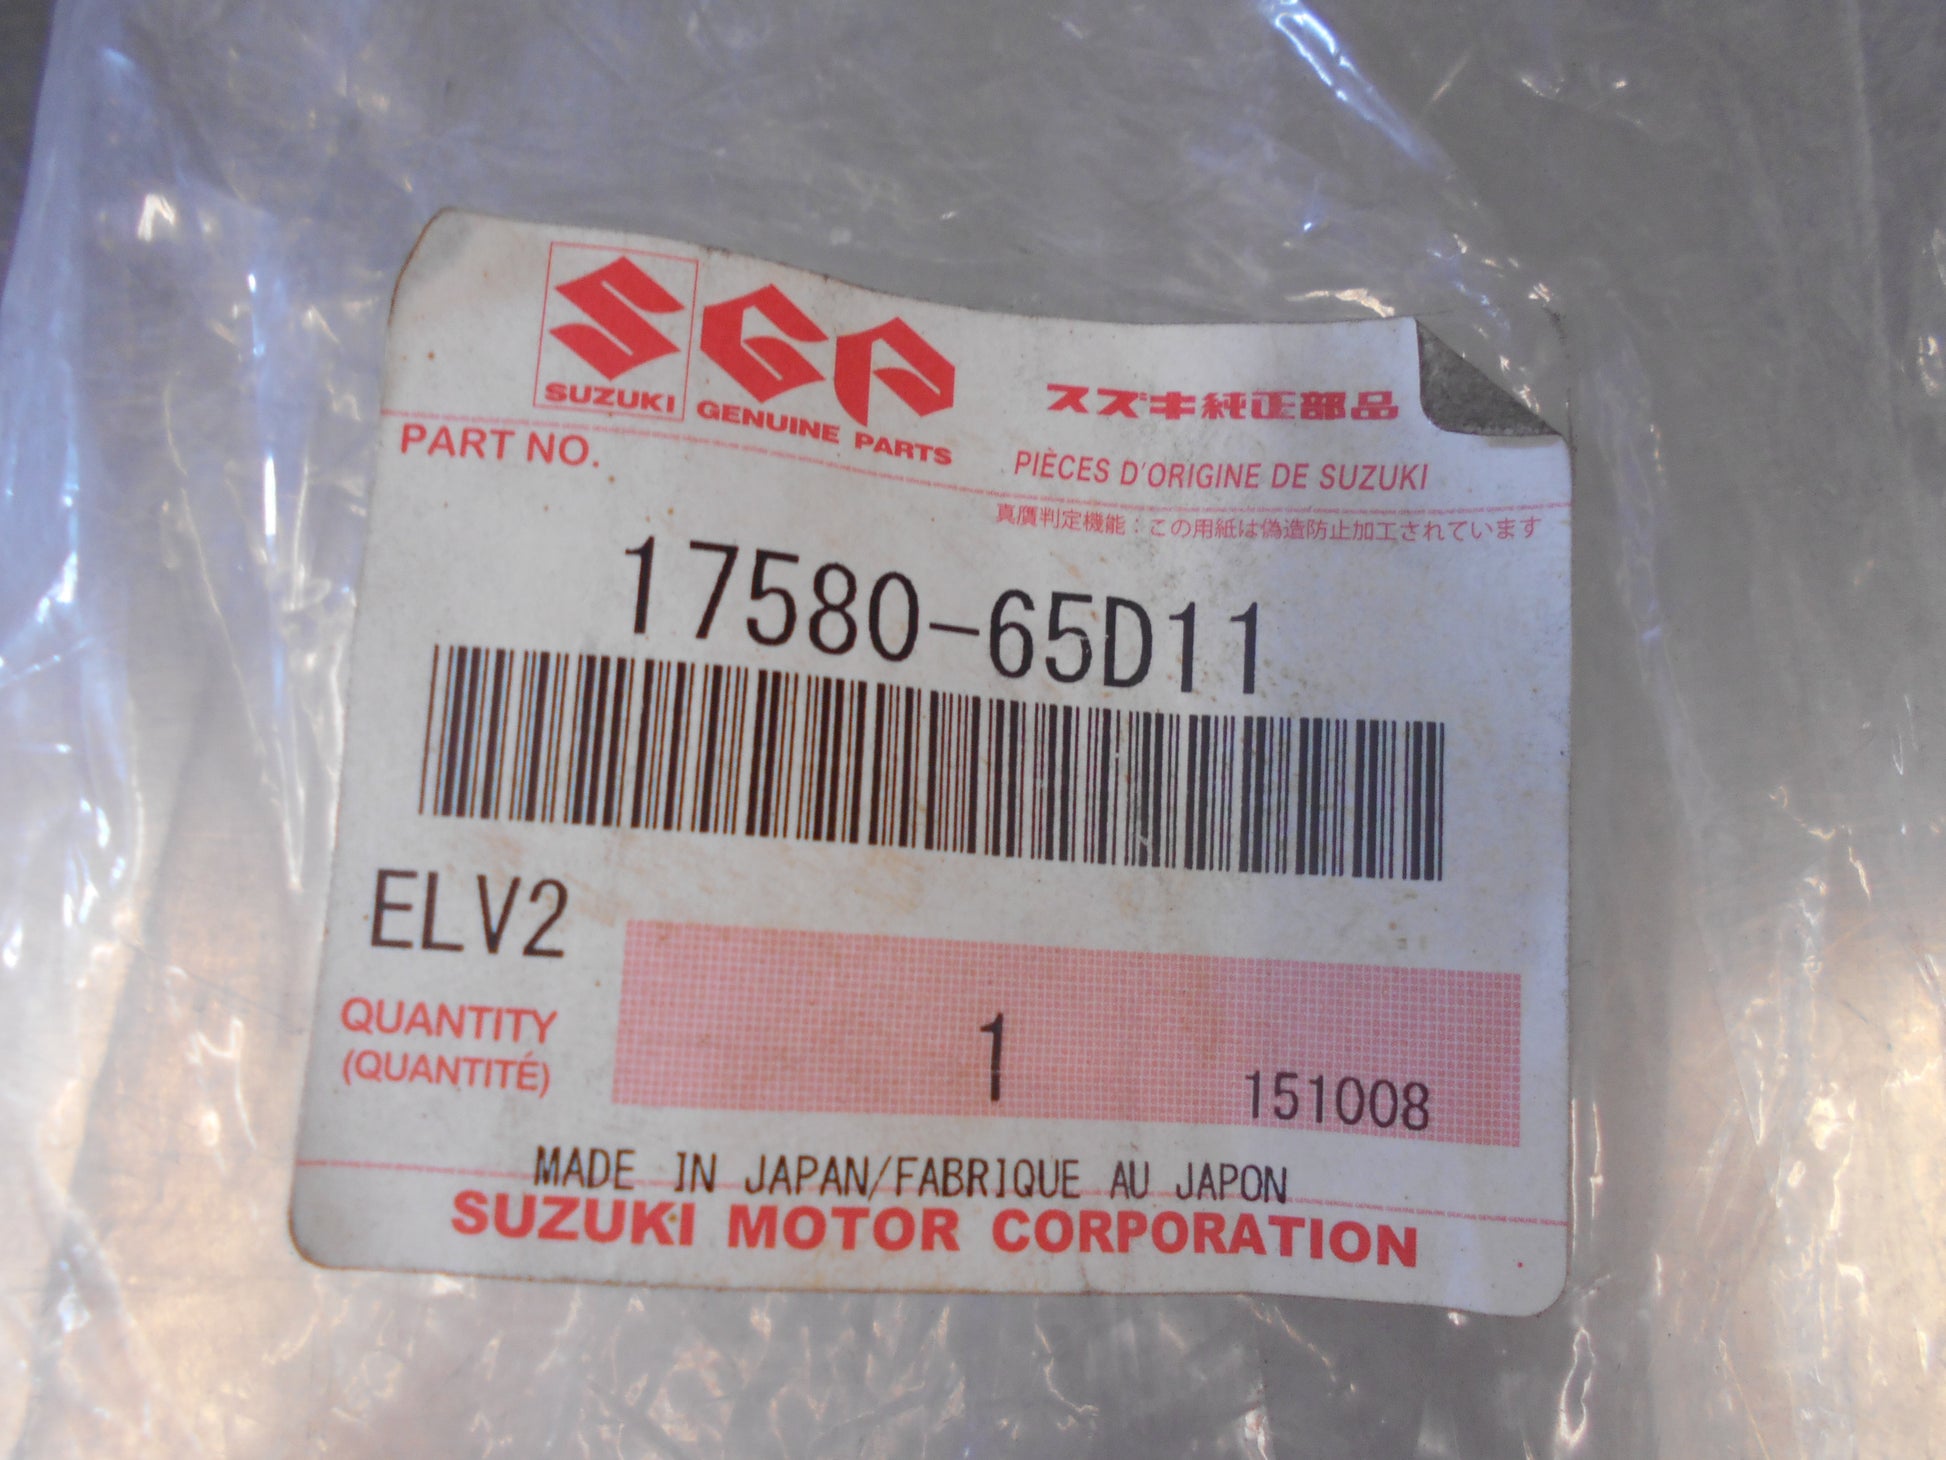 SUZUKI
SGP
GENUINE PARTS
スズキ純正部品
PIÈCES D'ORIGINE DE SUZUKI
PART NO.
真贋判定機能：この用紙は偽造防止加工されています
17580-65D11
ELV2
QUANTITY
(QUANTITÉ)
1
151008
MADE IN JAPAN/FABRIQUE AU JAPON
SUZUKI MOTOR CORPORATION